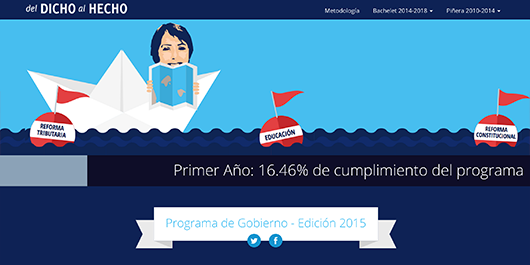 del DICHO al HECHO
Metodología
Bachelet 2014-2018
Piñera 2010-2014
REFORMA
TRIBUTARIA
EDUCACIÓN
REFORMA
CONSTITUCIONAL
Primer Año: 16.46% de cumplimiento del programa
Programa de Gobierno - Edición 2015